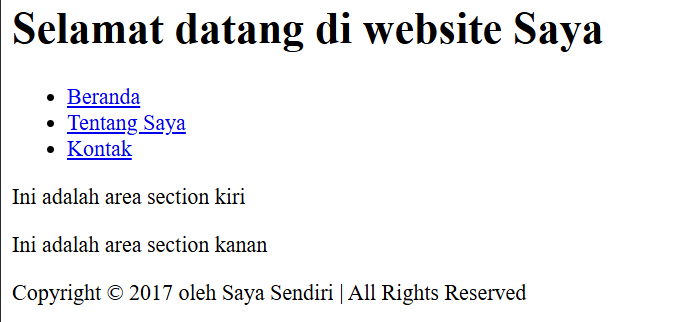 Selamat datang di website Saya
Beranda
Tentang Saya
Kontak
Ini adalah area section kiri
Ini adalah area section kanan
Copyright © 2017 oleh Saya Sendiri | All Rights Reserved